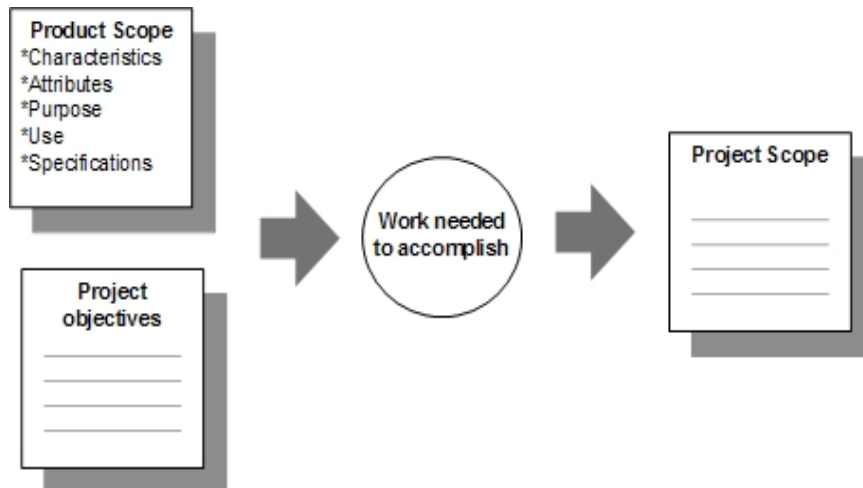 Product Scope
*Characteristics
*Attributes
*Purpose
*Use
*Specifications
Project
objectives
Work needed
to accomplish
Project Scope